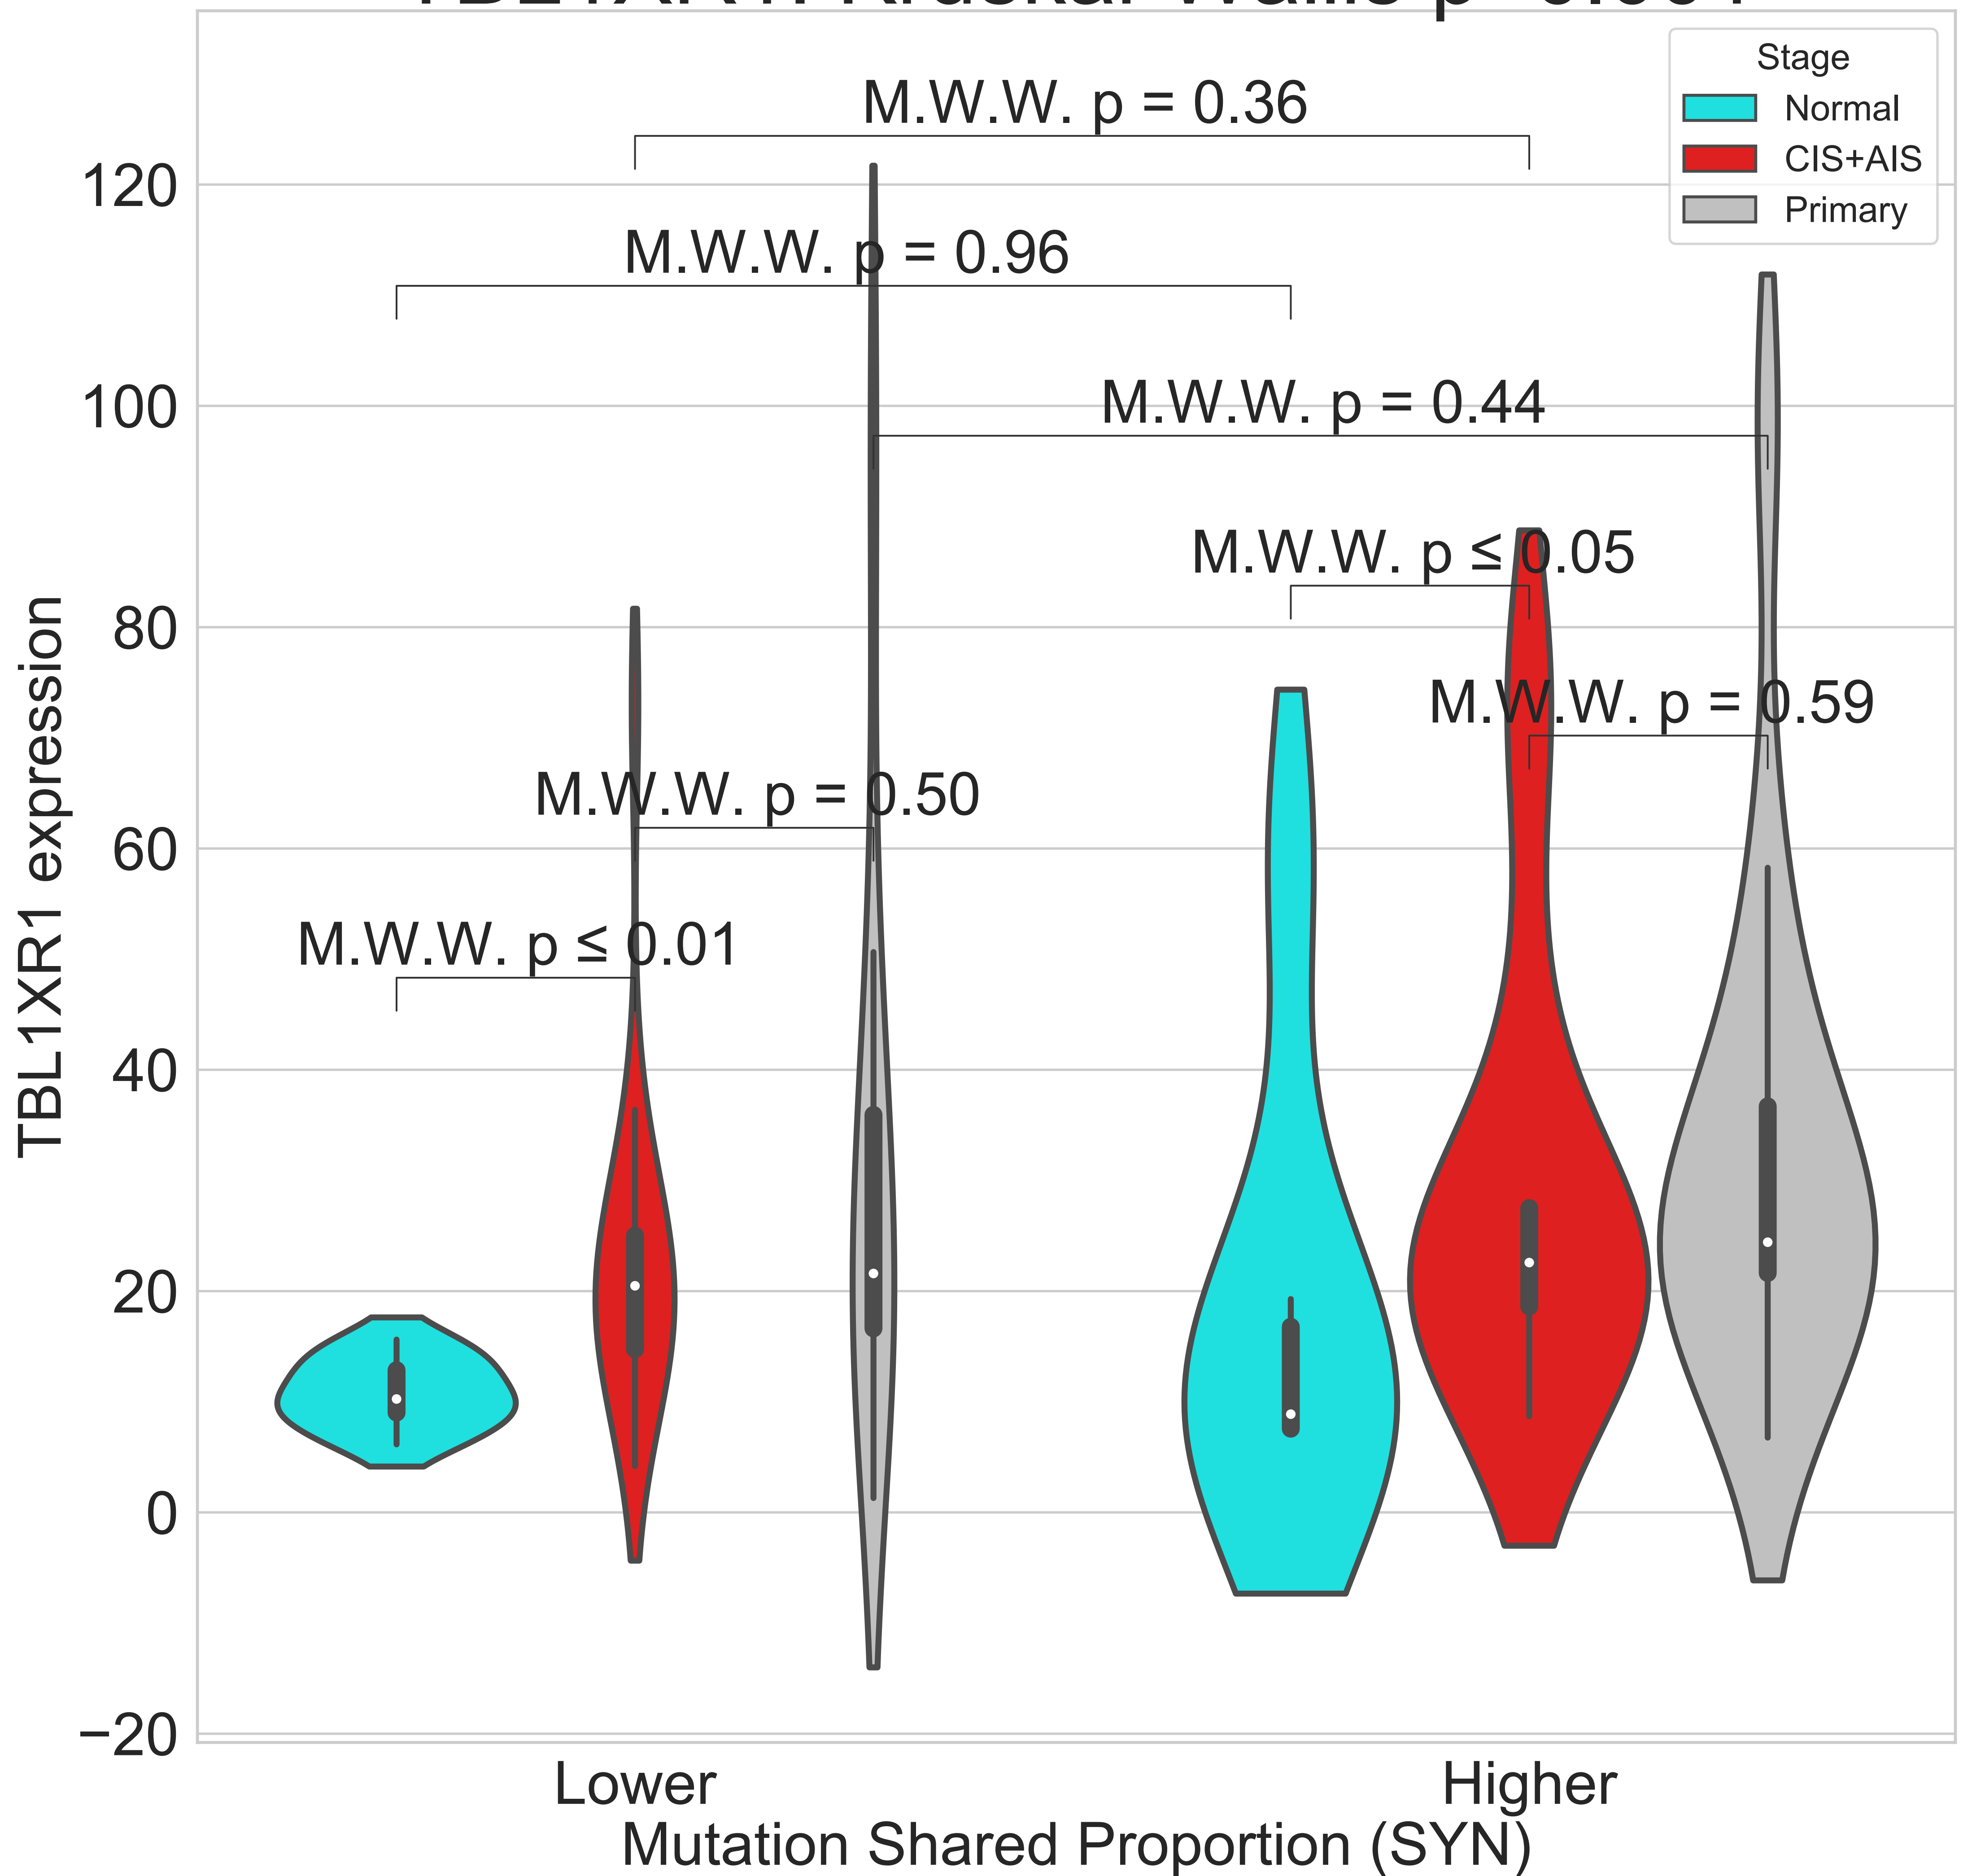 Stage
Normal
CIS+AIS
Primary
M.W.W. p = 0.36
M.W.W. p = 0.96
M.W.W. p = 0.44
M.W.W. p ≤ 0.05
M.W.W. p = 0.59
M.W.W. p = 0.50
M.W.W. p ≤ 0.01
120
100
80
60
40
20
0
−20
TBL1XR1 expression
Lower
Higher
Mutation Shared Proportion (SYN)